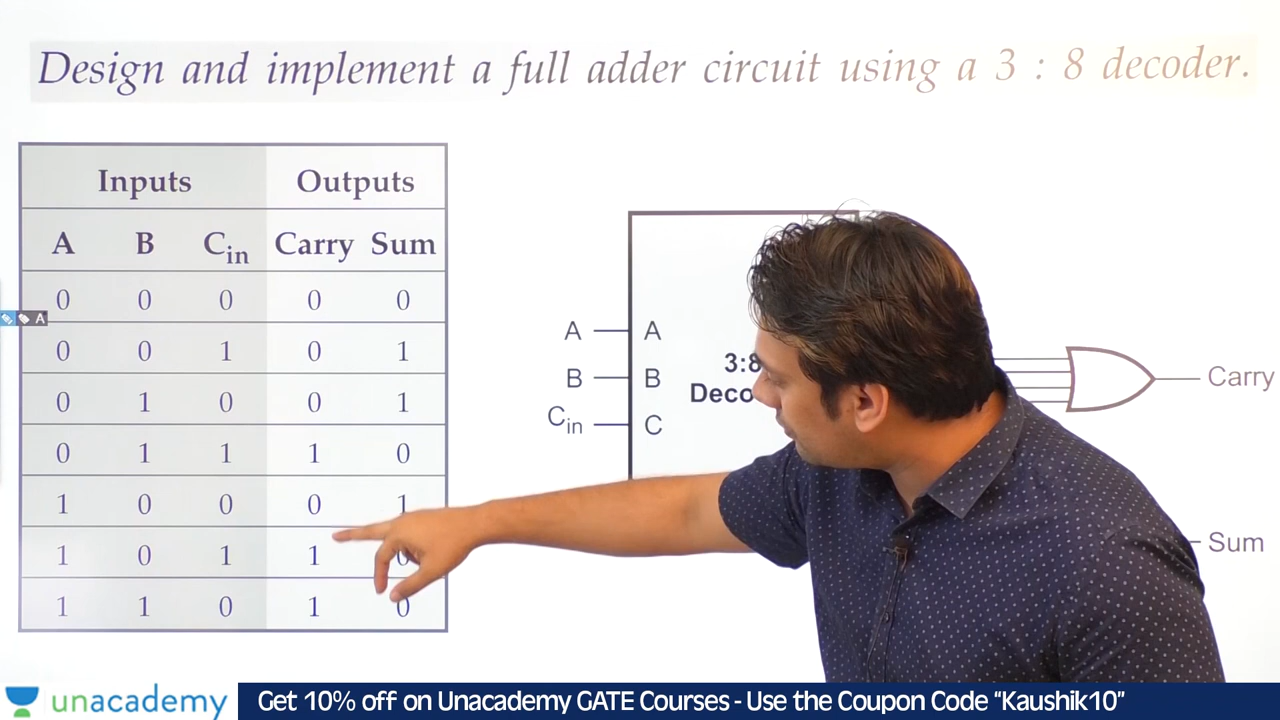 Design and implement a full adder circuit using a 3 : 8 decoder.
Inputs Outputs
A B Cin Carry Sum
0 0 0 0 0
0 0 1 0 1
0 1 0 0 1
0 1 1 1 0
1 0 0 0 1
1 0 1 1 0
1 1 0 1 0
A
A A
B B
Cin C
3:8
Carry
Sum
unacademy
Get 10% off on Unacademy GATE Courses - Use the Coupon Code “Kaushik10”